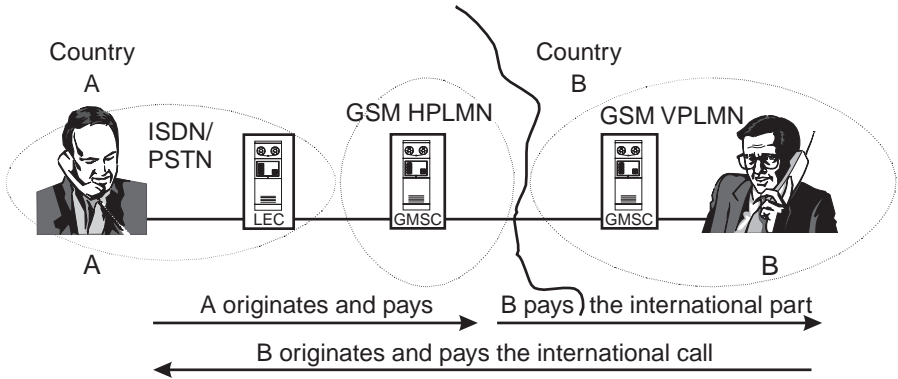 Country
A
Country
B
ISDN/
PSTN
GSM HPLMN
GSM VPLMN
LEC
GMSC
GMSC
A
B
A originates and pays
B pays the international part
B originates and pays the international call